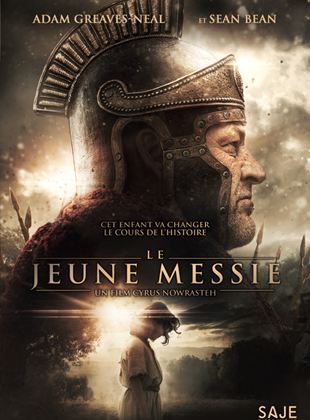 ADAM GREAVES-NEAL ET SEAN BEAN
CET ENFANT VA CHANGER
LE COURS DE L'HISTOIRE
LE
JEUNE MESSIE
UN FILM CYRUS NOWRASTEH
SAJE